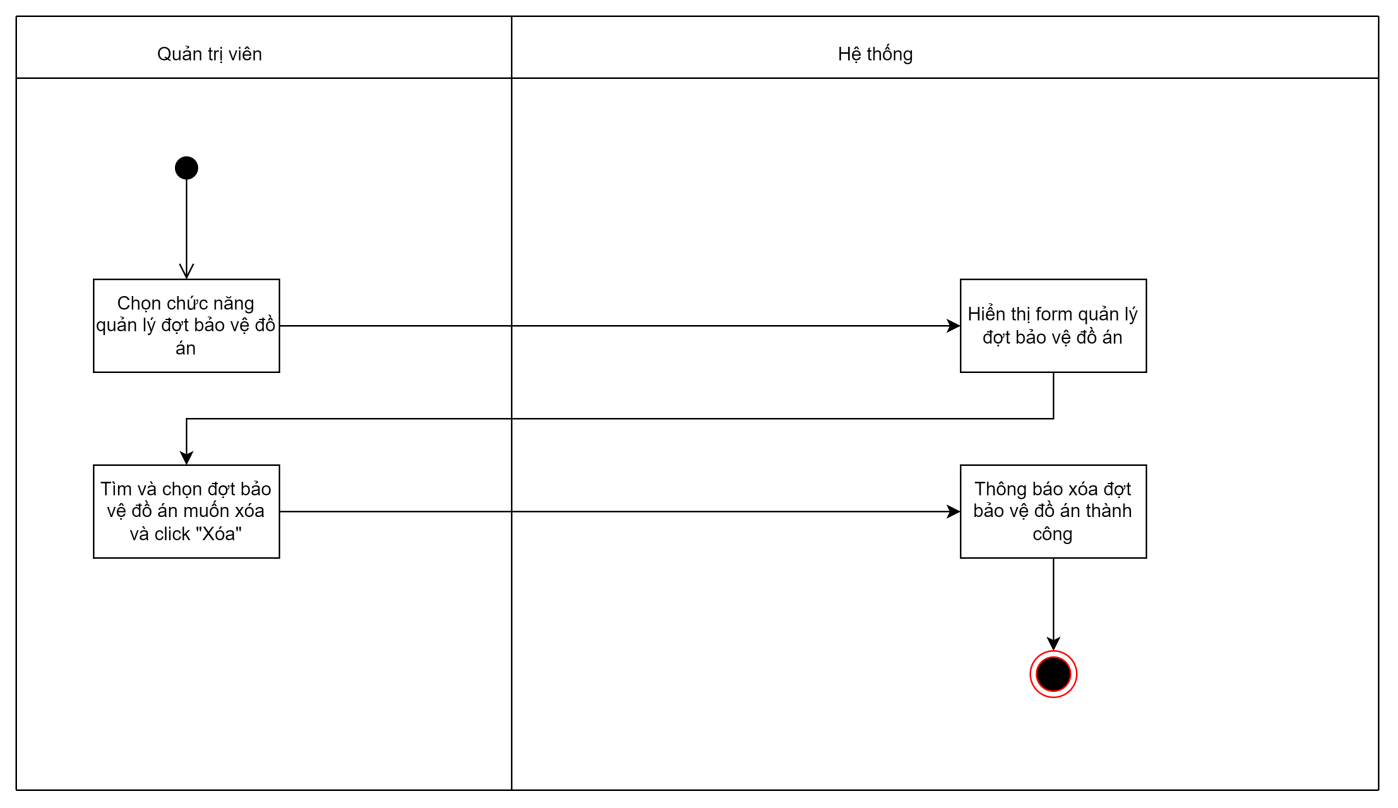 Quản trị viên
Hệ thống
Chọn chức năng
quản lý đợt bảo vệ đồ
án
Hiển thị form quản lý
đợt bảo vệ đồ án
Tìm và chọn đợt bảo
vệ đồ án muốn xóa
và click "Xóa"
Thông báo xóa đợt
bảo vệ đồ án thành
công